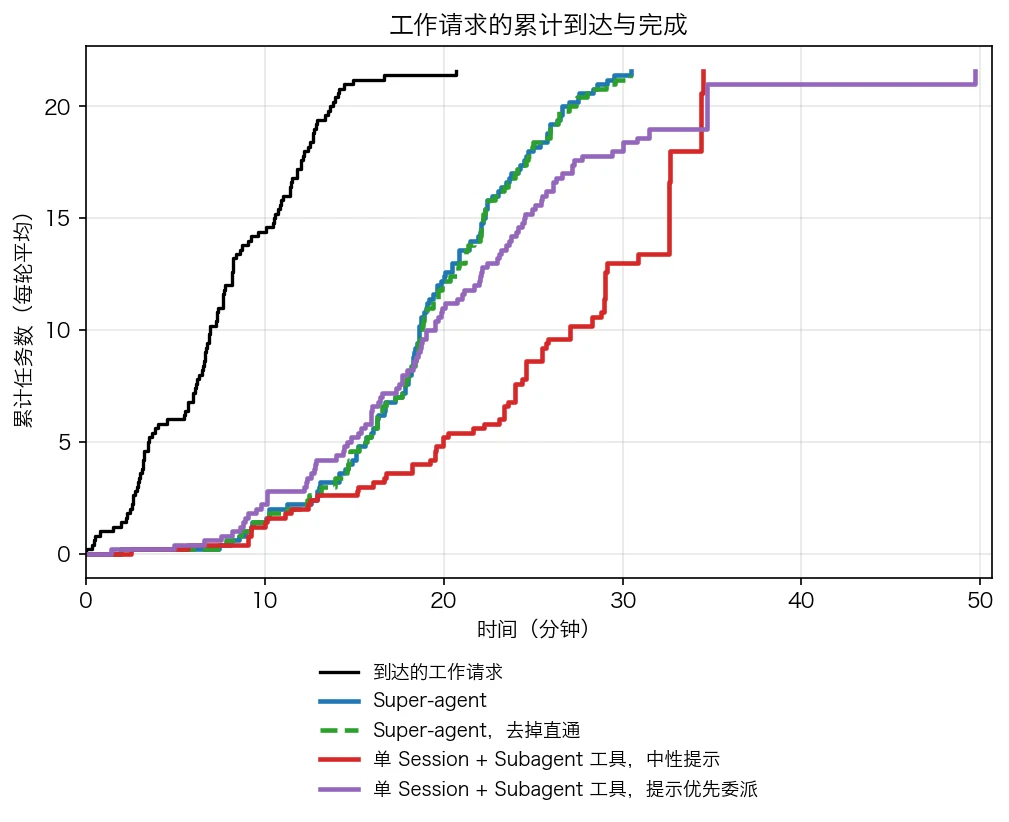 工作请求的累计到达与完成
累计任务数（每轮平均）
20
15
10
5
0
0 10 20 30 40 50
时间（分钟）
到达的工作请求
Super-agent
Super-agent，去掉直通
单 Session + Subagent 工具，中性提示
单 Session + Subagent 工具，提示优先委派